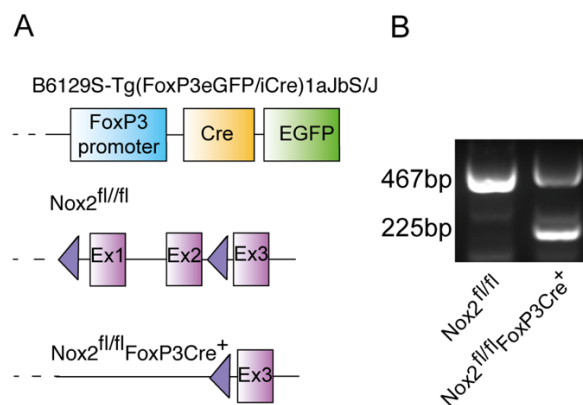 A
B
B6129S-Tg(FoxP3eGFP/iCre)1aJbS/J
FoxP3 promoter
Cre
EGFP
Nox2fl//fl
Ex1
Ex2
Ex3
Nox2fl/flFoxP3Cre+
Ex3
467bp
225bp
Nox2fl/fl
Nox2fl/flFoxP3Cre+